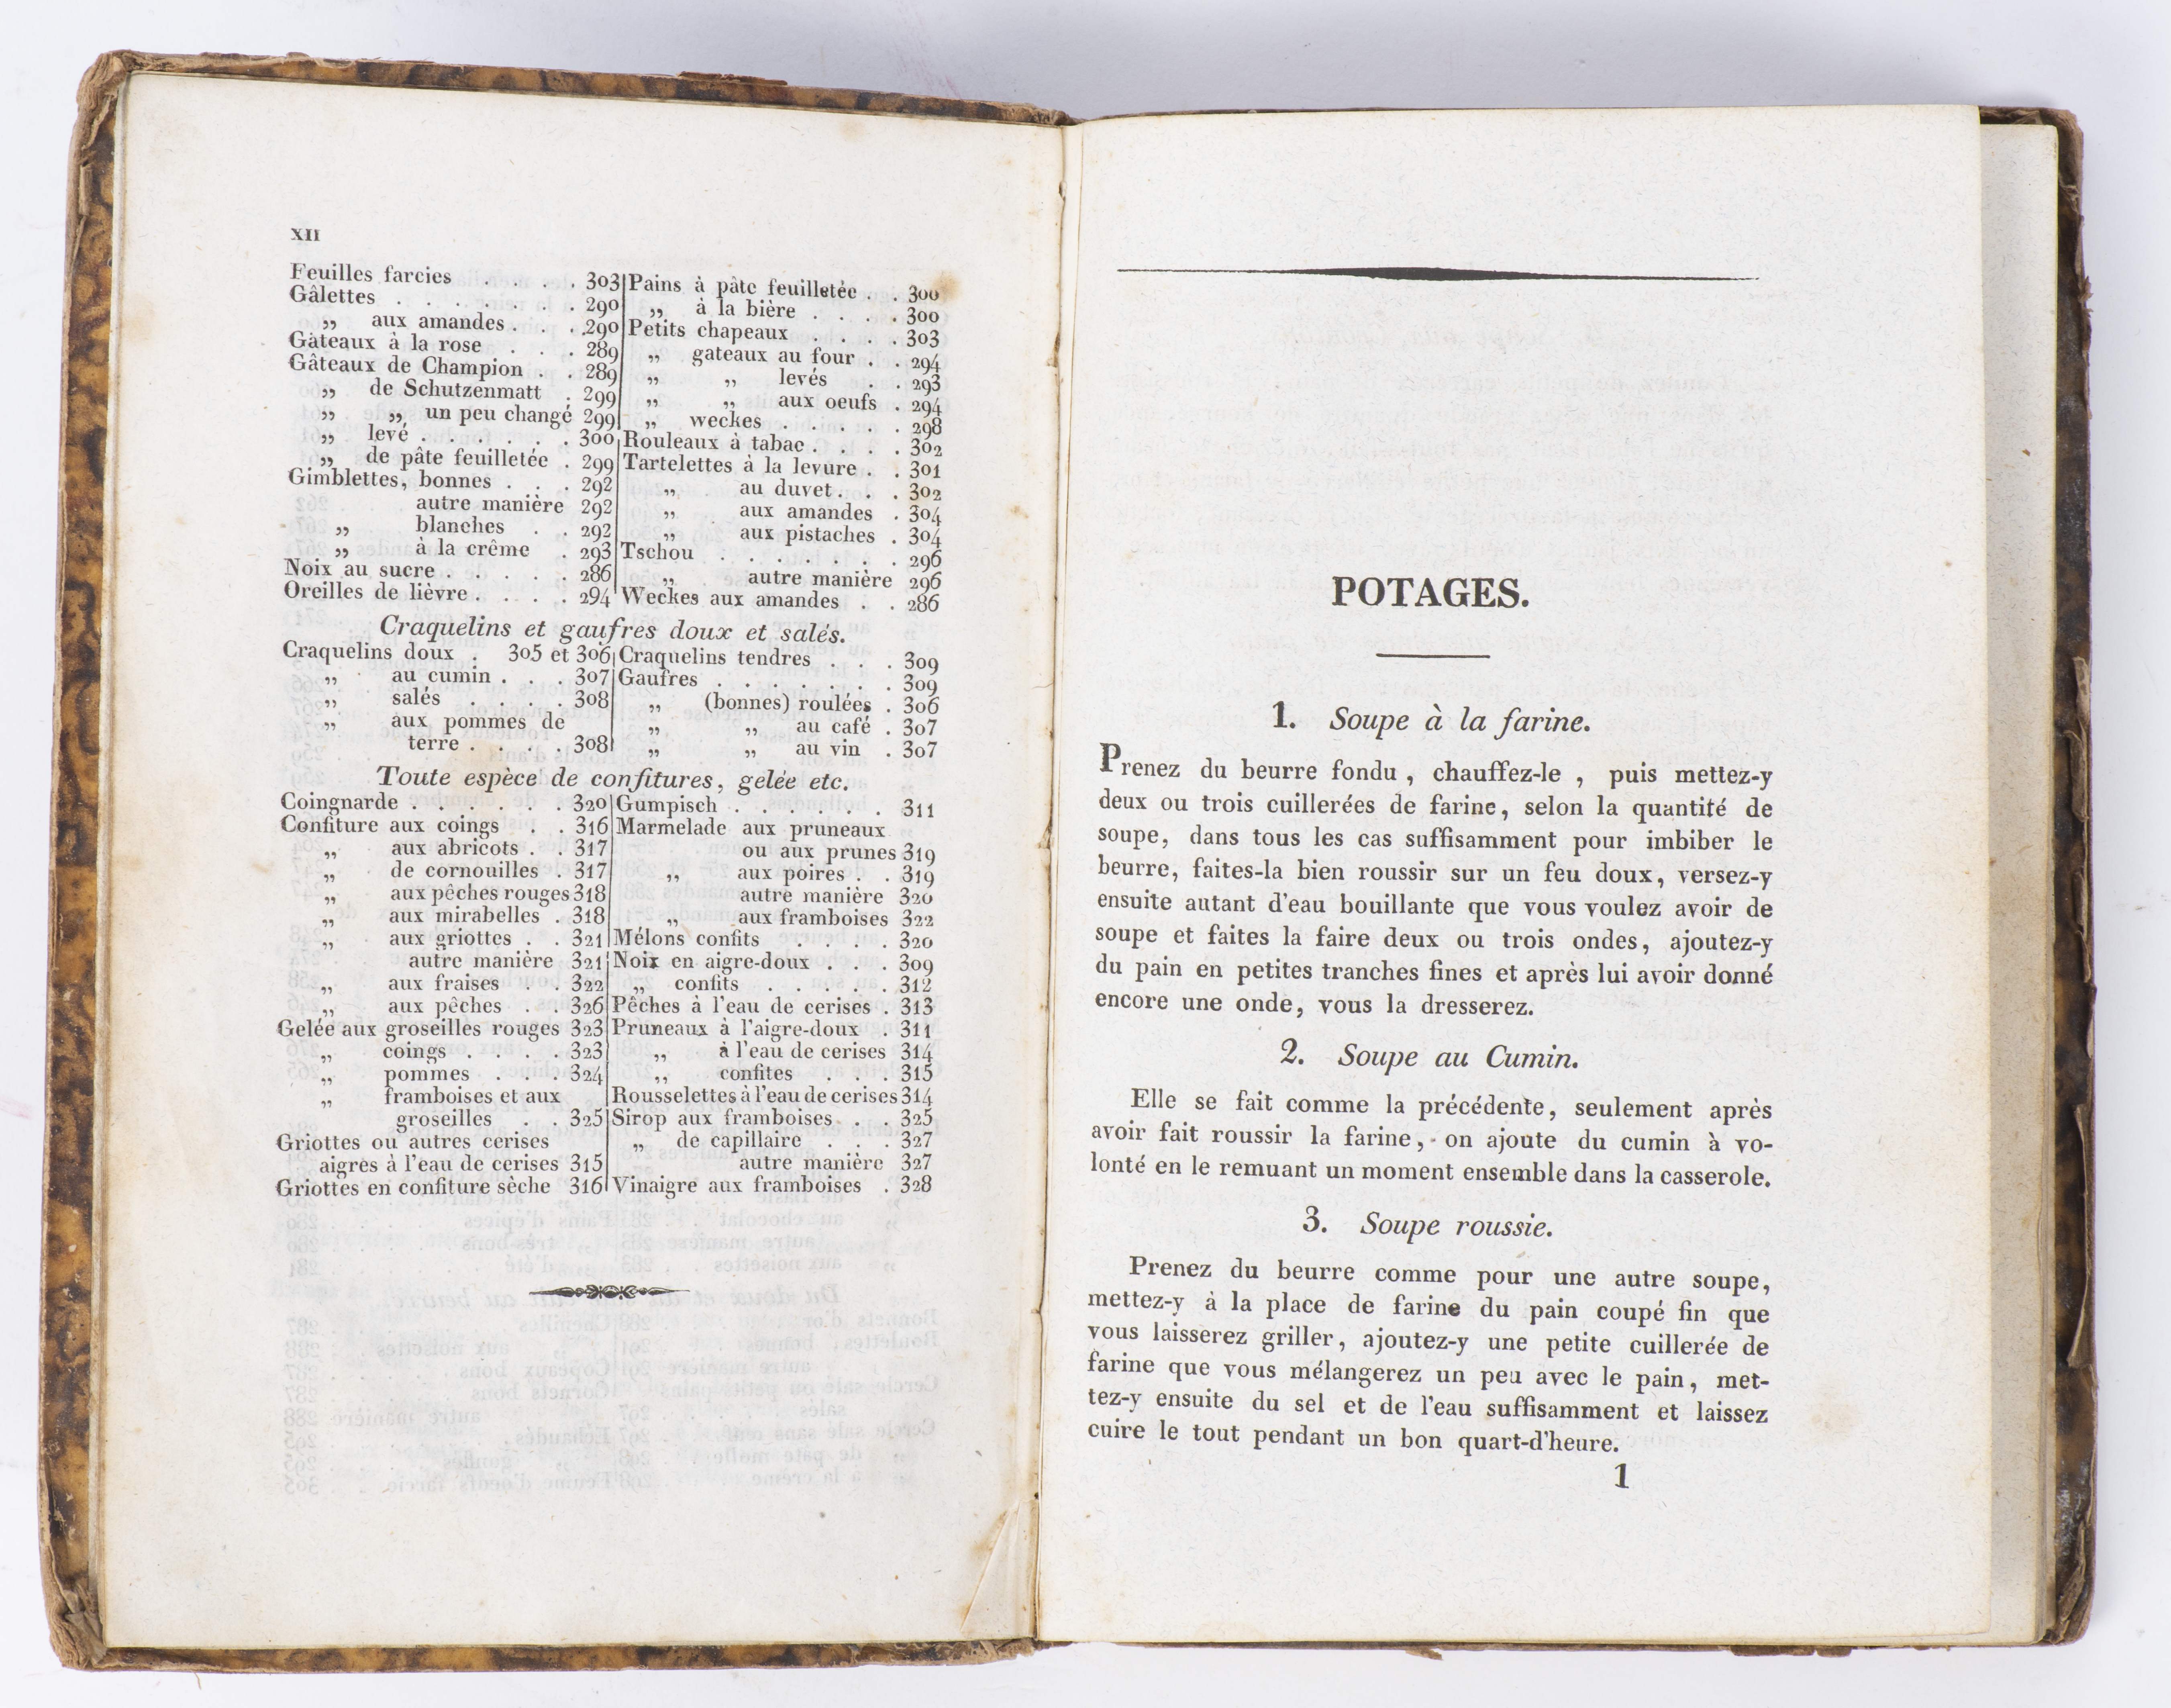 XII
Feuilles farcies . . . . 303
Gâlettes . . . . . . . 290
„ aux amandes . . . 290
Gâteaux à la rose . . . 289
Gâteaux de Champion . . 289
„ de Schutzenmatt . 299
„ „ un peu changé 299
„ levé . . . . . . 300
„ de pâte feuilletée . 299
Gimblettes, bonnes . . . 292
autre manière 292
„ blanches . . 292
„ à la crême . 293
Noix au sucre . . . . . 286
Oreilles de lièvre . . . . 294
Pains à pâte feuilletée . . 300
„ à la bière . . . . 300
Petits chapeaux . . . . 303
„ gateaux au four . . 294
„ „ levés . . 293
„ „ aux oeufs . 294
„ weckes . . . . . 298
Rouleaux à tabac . . . . 302
Tartelettes à la levure . . 301
„ au duvet . . . 302
„ aux amandes . 304
„ aux pistaches . 304
Tschou . . . . . . . 296
„ autre manière 296
Weckes aux amandes . . 286
Craquelins et gaufres doux et salés.
Craquelins doux . 305 et 306
„ au cumin . . . 307
„ salés . . . . 308
„ aux pommes de
terre . . . . 308
Craquelins tendres . . . 309
Gaufres . . . . . . . 309
„ (bonnes) roulées . 306
„ „ au café . 307
„ „ au vin . 307
Toute espèce de confitures, gelée etc.
Coingnarde . . . . . . 320
Confiture aux coings . . 316
„ aux abricots . . 317
„ de cornouilles . 317
„ aux pêches rouges 318
„ aux mirabelles . 318
„ aux griottes . . 321
autre manière 321
„ aux fraises . . 322
„ aux pêches . . 326
Gelée aux groseilles rouges 323
„ coings . . . . 323
„ pommes . . . 324
„ framboises et aux
groseilles . . 325
Griottes ou autres cerises
aigres à l'eau de cerises 315
Griottes en confiture sèche 316
Gumpisch . . . . . . 311
Marmelade aux pruneaux
ou aux prunes 319
„ aux poires . . 319
autre manière 320
„ aux framboises 322
Mélons confits . . . . 320
Noix en aigre-doux . . . 309
„ confits . . . . . 312
Pêches à l'eau de cerises . 313
Pruneaux à l'aigre-doux . 311
„ à l'eau de cerises 314
„ confites . . . 315
Rousselettes à l'eau de cerises 314
Sirop aux framboises . . 325
„ de capillaire . . . 327
autre manière 327
Vinaigre aux framboises . 328
POTAGES.
1. Soupe à la farine.
Prenez du beurre fondu , chauffez-le , puis mettez-y
deux ou trois cuillerées de farine, selon la quantité de
soupe, dans tous les cas suffisamment pour imbiber le
beurre, faites-la bien roussir sur un feu doux, versez-y
ensuite autant d'eau bouillante que vous voulez avoir de
soupe et faites la faire deux ou trois ondes, ajoutez-y
du pain en petites tranches fines et après lui avoir donné
encore une onde, vous la dresserez.
2. Soupe au Cumin.
Elle se fait comme la précédente, seulement après
avoir fait roussir la farine, on ajoute du cumin à vo-
lonté en le remuant un moment ensemble dans la casserole.
3. Soupe roussie.
Prenez du beurre comme pour une autre soupe,
mettez-y à la place de farine du pain coupé fin que
vous laisserez griller, ajoutez-y une petite cuillerée de
farine que vous mélangerez un peu avec le pain, met-
tez-y ensuite du sel et de l'eau suffisamment et laissez
cuire le tout pendant un bon quart-d'heure.
1